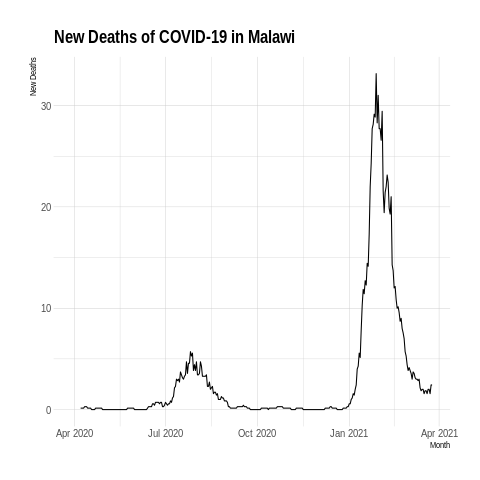 New Deaths of COVID-19 in Malawi
New Deaths
30
20
10
0
Apr 2020 Jul 2020 Oct 2020 Jan 2021 Apr 2021
Month